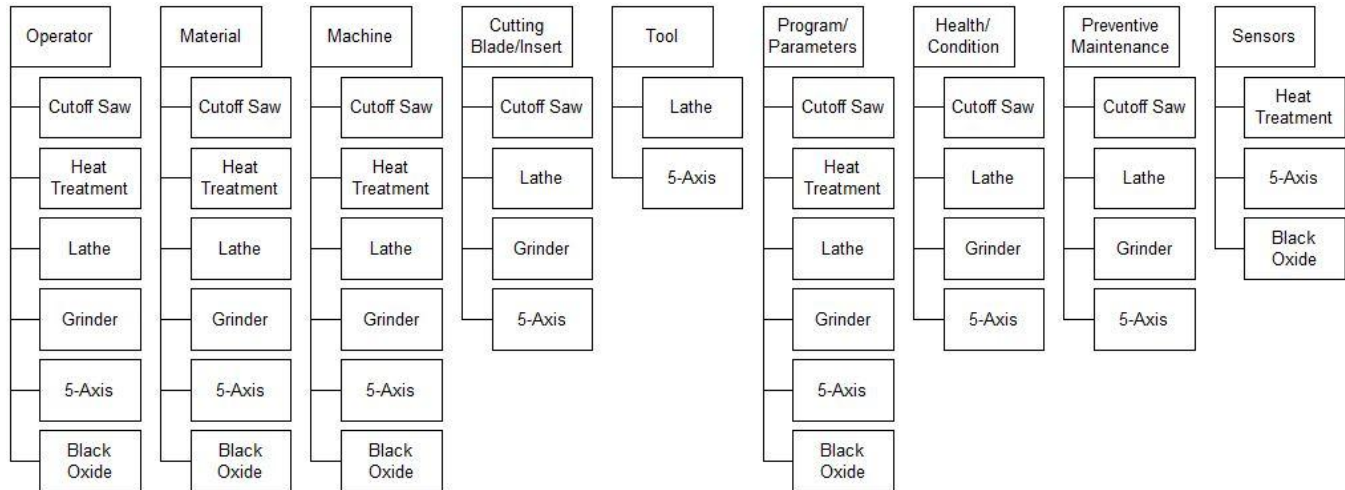 Operator
Cutoff Saw
Heat
Treatment
Lathe
Grinder
5-Axis
Black
Oxide
Material
Cutoff Saw
Heat
Treatment
Lathe
Grinder
5-Axis
Black
Oxide
Machine
Cutoff Saw
Heat
Treatment
Lathe
Grinder
5-Axis
Black
Oxide
Cutting
Blade/Insert
Cutoff Saw
Lathe
Grinder
5-Axis
Tool
Lathe
5-Axis
Program/
Parameters
Cutoff Saw
Heat
Treatment
Lathe
Grinder
5-Axis
Black
Oxide
Health/
Condition
Cutoff Saw
Lathe
Grinder
5-Axis
Preventive
Maintenance
Cutoff Saw
Lathe
Grinder
5-Axis
Sensors
Heat
Treatment
5-Axis
Black
Oxide